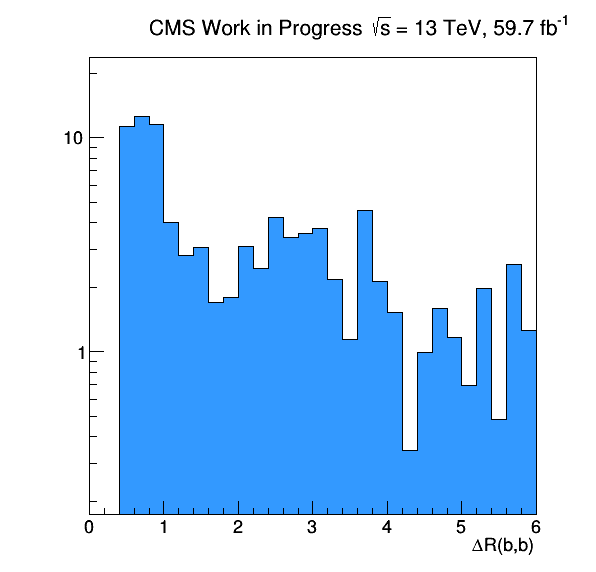 CMS Work in Progress √s = 13 TeV, 59.7 fb⁻¹
10
1
0 1 2 3 4 5 6
ΔR(b,b)